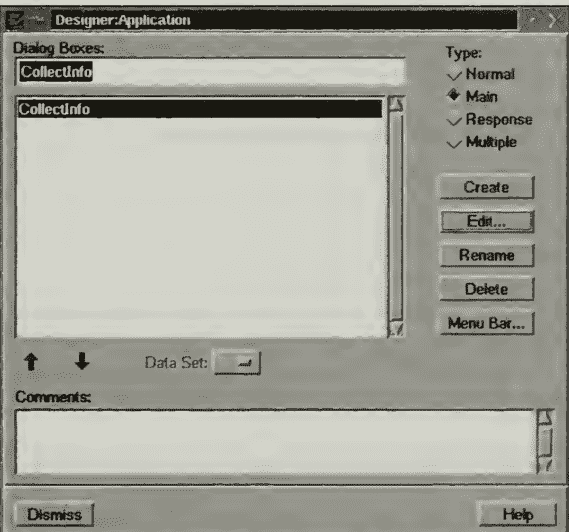 Designer:Application
Dialog Boxes:
CollectInfo
CollectInfo
Type:
Normal
Main
Response
Multiple
Create
Edit...
Rename
Delete
Menu Bar...
Data Set:
Comments:
Dismiss
Help